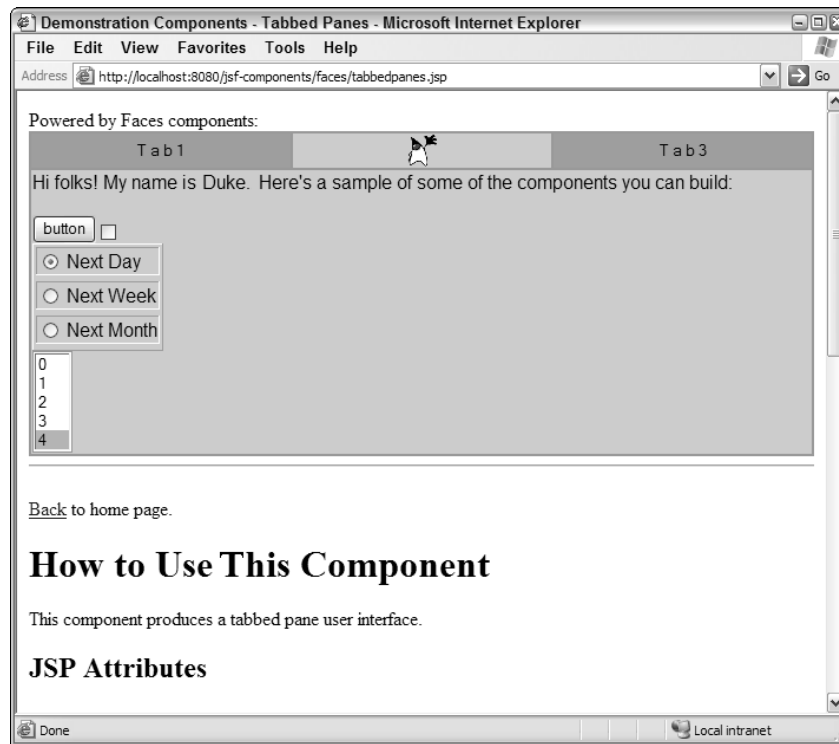 Demonstration Components - Tabbed Panes - Microsoft Internet Explorer
File Edit View Favorites Tools Help
Address http://localhost:8080/jsf-components/faces/tabbedpanes.jsp Go
Powered by Faces components:
Tab1 Tab3
Hi folks! My name is Duke. Here's a sample of some of the components you can build:
button
Next Day
Next Week
Next Month
0
1
2
3
4
Back to home page.
How to Use This Component
This component produces a tabbed pane user interface.
JSP Attributes
Done Local intranet